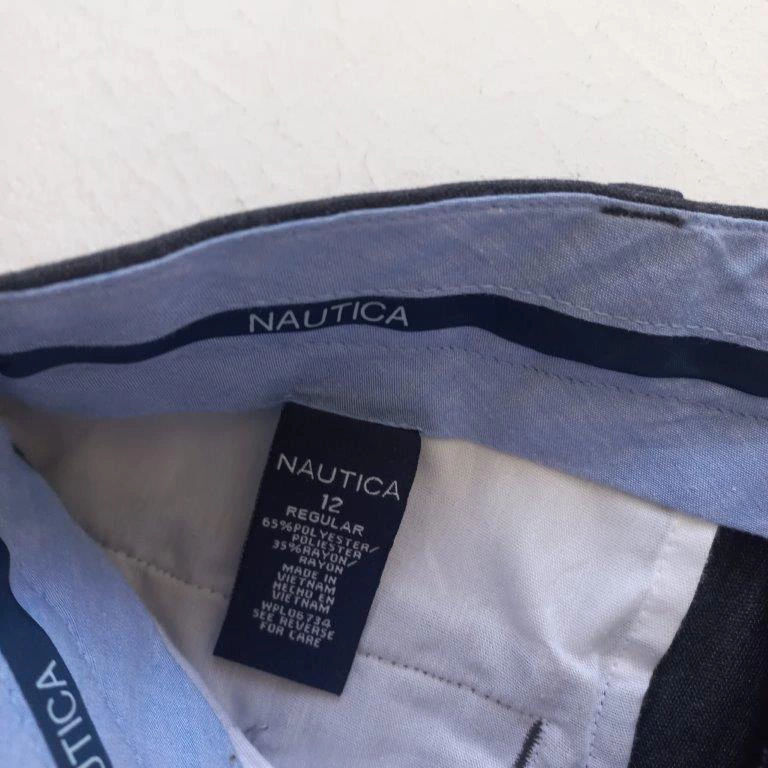 NAUTICA
NAUTICA
12
REGULAR
65%POLYESTER/
POLIESTER
35%RAYON/
RAYON
MADE IN
VIETNAM
HECHO EN
VIETNAM
WPL06734
SEE REVERSE
FOR CARE
UTICA